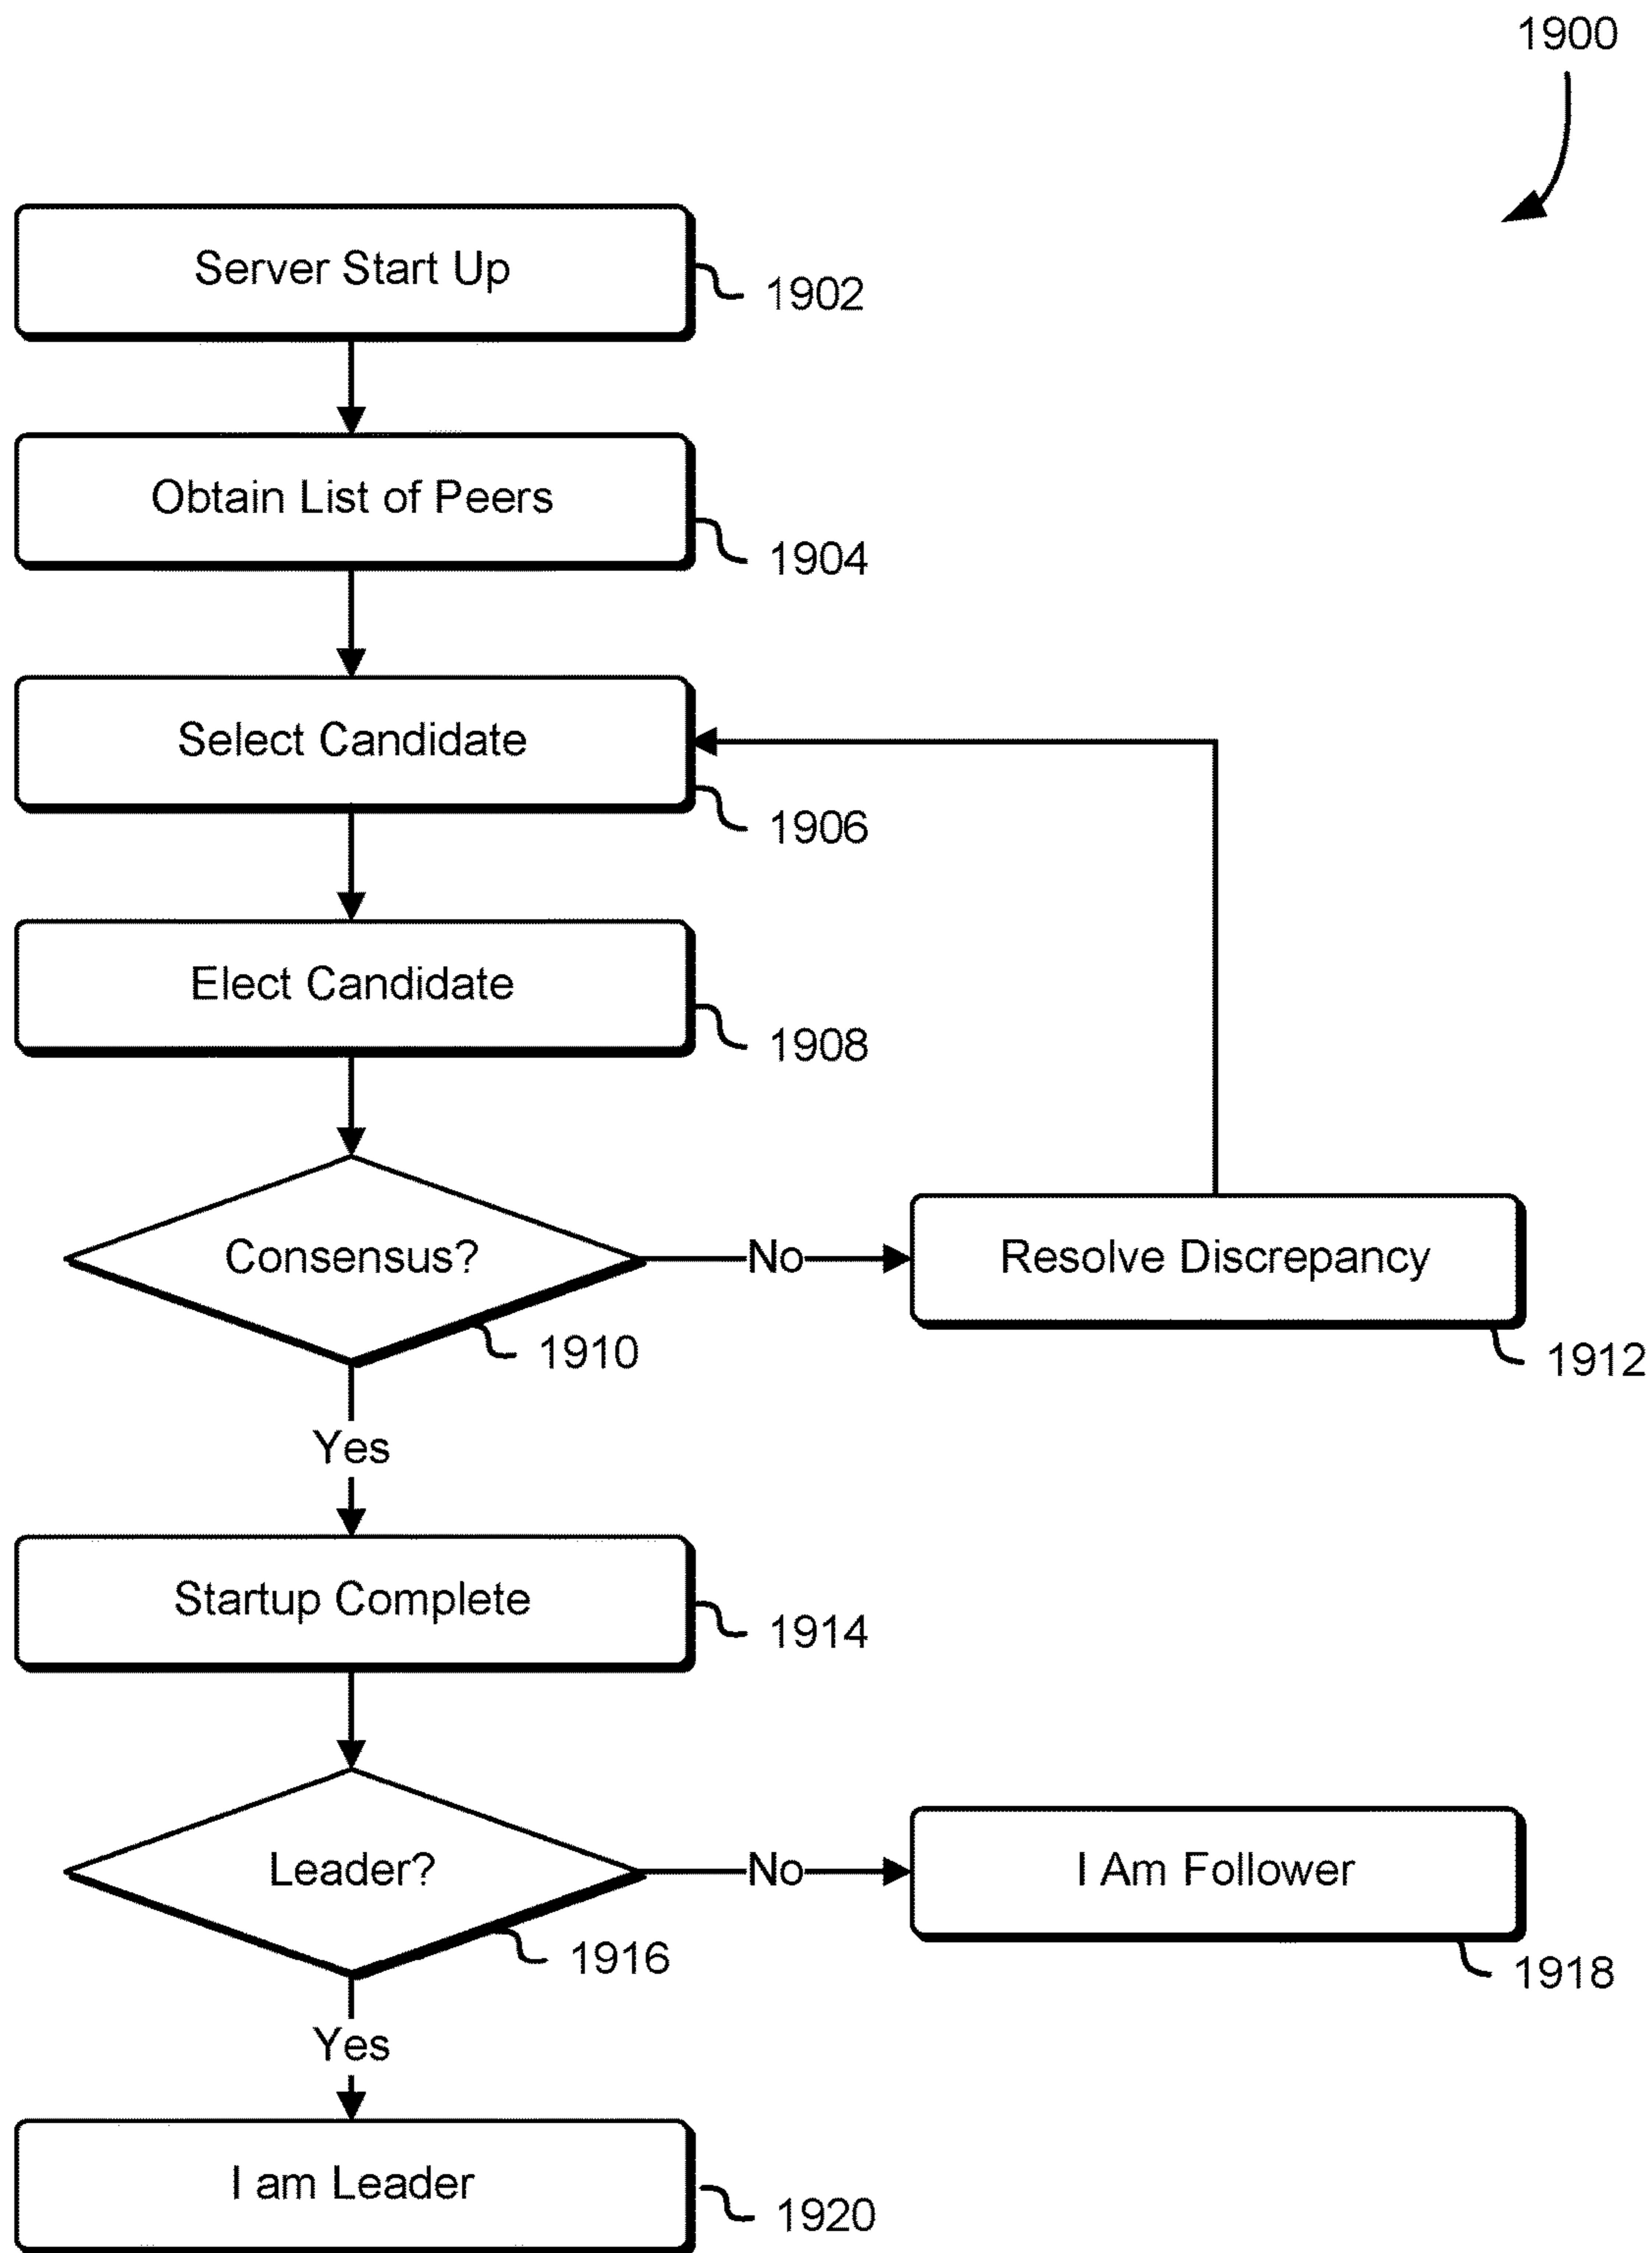 1900
Server Start Up
1902
Obtain List of Peers
1904
Select Candidate
1906
Elect Candidate
1908
Consensus?
No
Resolve Discrepancy
1910
1912
Yes
Startup Complete
1914
Leader?
No
I Am Follower
1916
1918
Yes
I am Leader
1920